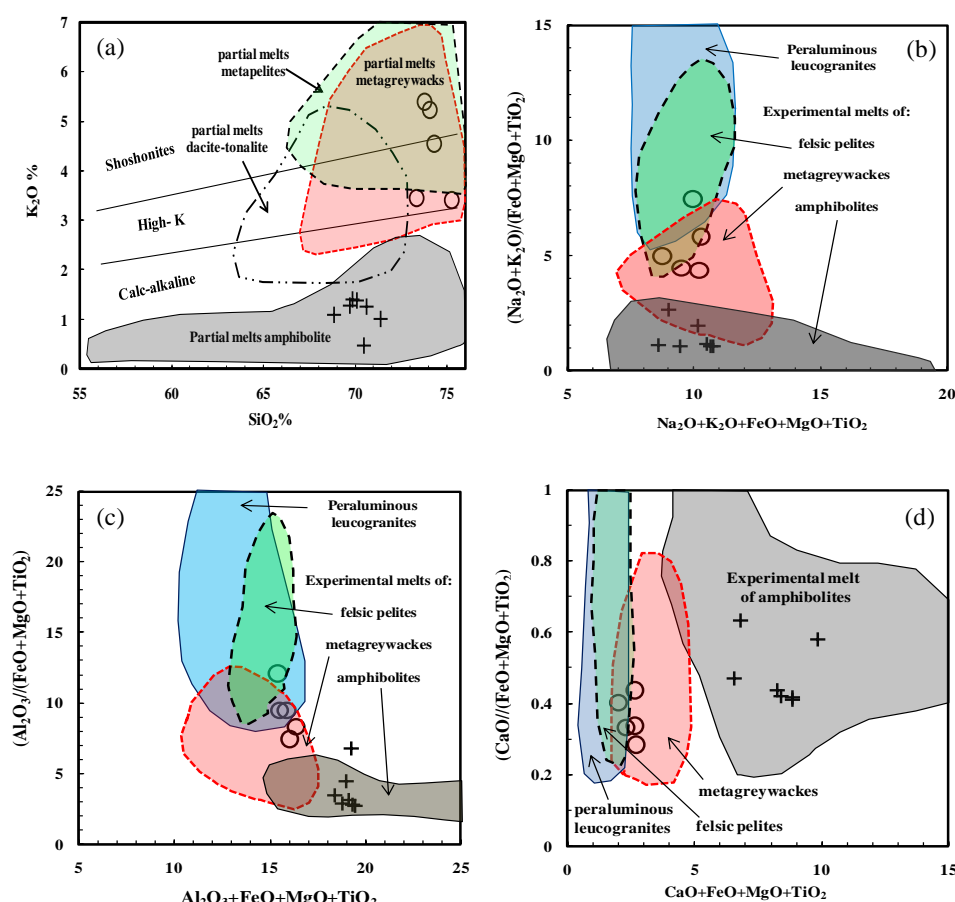 (a)
7
6
5
4
3
2
1
0
K₂O %
partial melts
metapelites
partial melts
metagreywacks
partial melts
dacite-tonalite
Shoshonites
High- K
Calc-alkaline
Partial melts amphibolite
55
60
65
70
75
SiO₂%
(b)
15
10
5
0
(Na₂O+K₂O)/(FeO+MgO+TiO₂)
Peraluminous
leucogranites
Experimental melts of:
felsic pelites
metagreywackes
amphibolites
5
10
15
20
Na₂O+K₂O+FeO+MgO+TiO₂
(c)
25
20
15
10
5
0
(Al₂O₃//(FeO+MgO+TiO₂)
Peraluminous
leucogranites
Experimental melts of:
felsic pelites
metagreywackes
amphibolites
5
10
15
20
25
Al₂O₃+FeO+MgO+TiO₂
(d)
1
0.8
0.6
0.4
0.2
0
(CaO//(FeO+MgO+TiO₂)
Experimental melt
of amphibolites
metagreywackes
peraluminous
leucogranites
felsic pelites
0
5
10
15
CaO+FeO+MgO+TiO₂